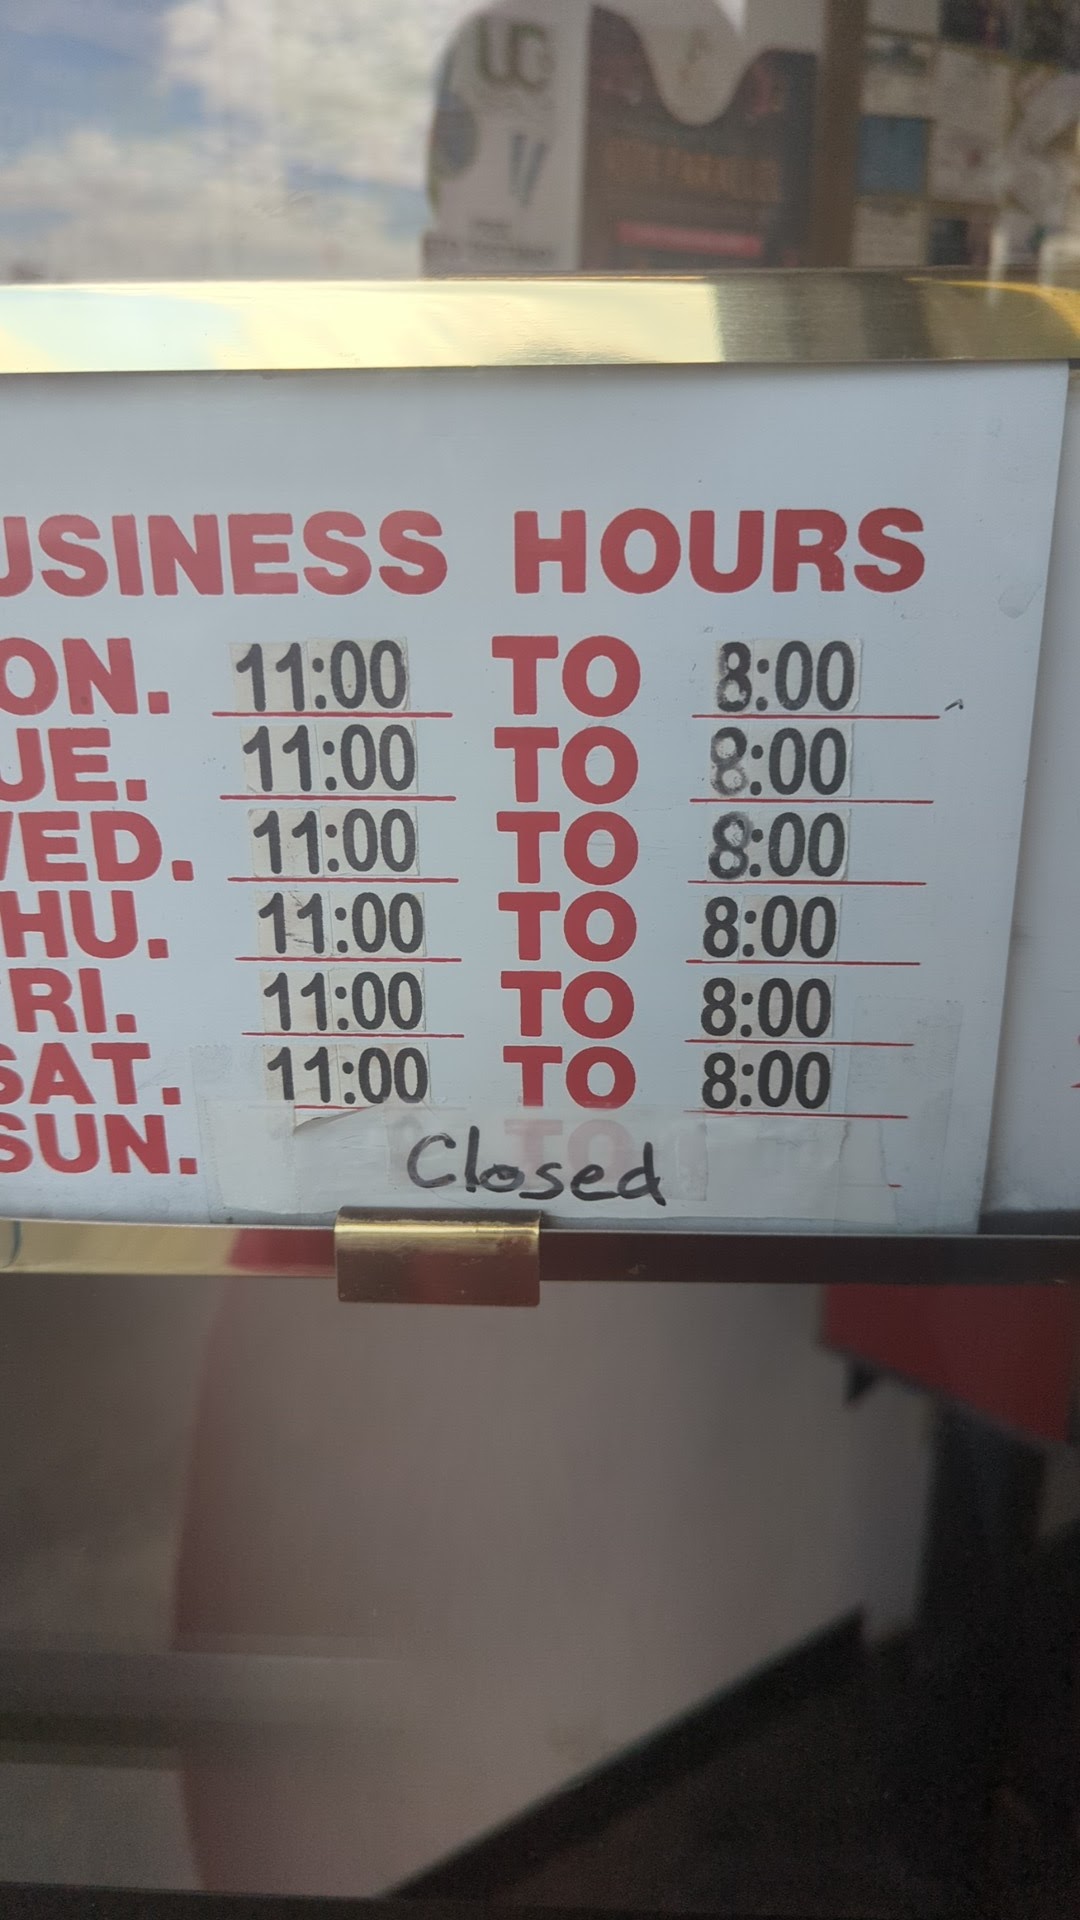 UC
USINESS HOURS
ON. 11:00 TO 8:00
UE. 11:00 TO 8:00
WED. 11:00 TO 8:00
HU. 11:00 TO 8:00
RI. 11:00 TO 8:00
SAT. 11:00 TO 8:00
SUN. Closed